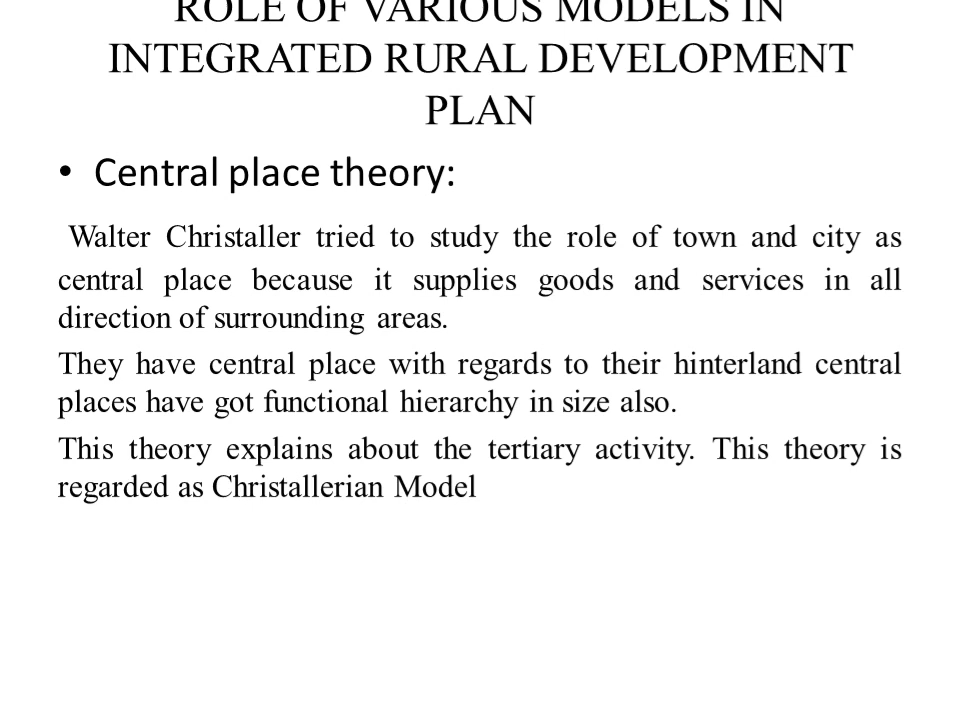 ROLE OF VARIOUS MODELS IN
INTEGRATED RURAL DEVELOPMENT
PLAN
• Central place theory:
Walter Christaller tried to study the role of town and city as
central place because it supplies goods and services in all
direction of surrounding areas.
They have central place with regards to their hinterland central
places have got functional hierarchy in size also.
This theory explains about the tertiary activity. This theory is
regarded as Christallerian Model